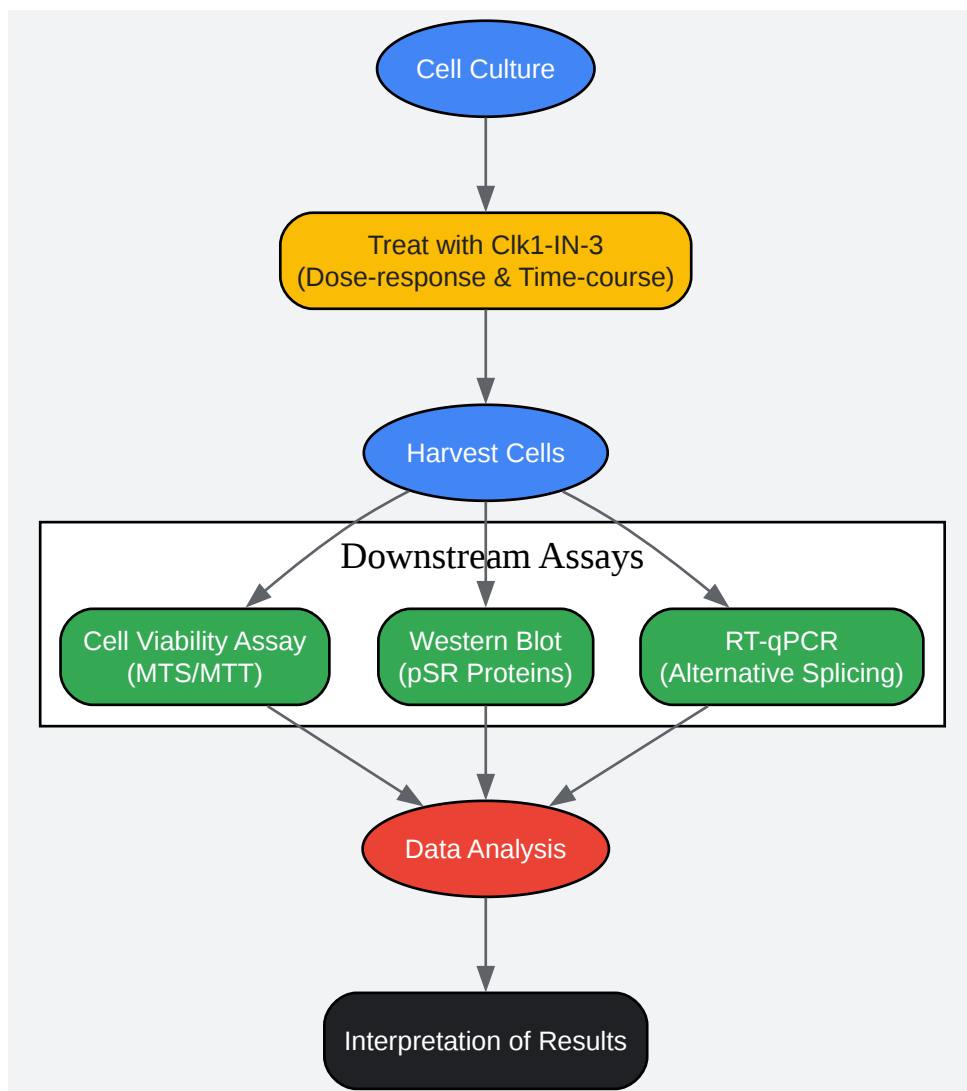 Cell Culture
Treat with Clk1-IN-3
(Dose-response & Time-course)
Harvest Cells
Downstream Assays
Cell Viability Assay
(MTS/MTT)
Western Blot
(pSR Proteins)
RT-qPCR
(Alternative Splicing)
Data Analysis
Interpretation of Results